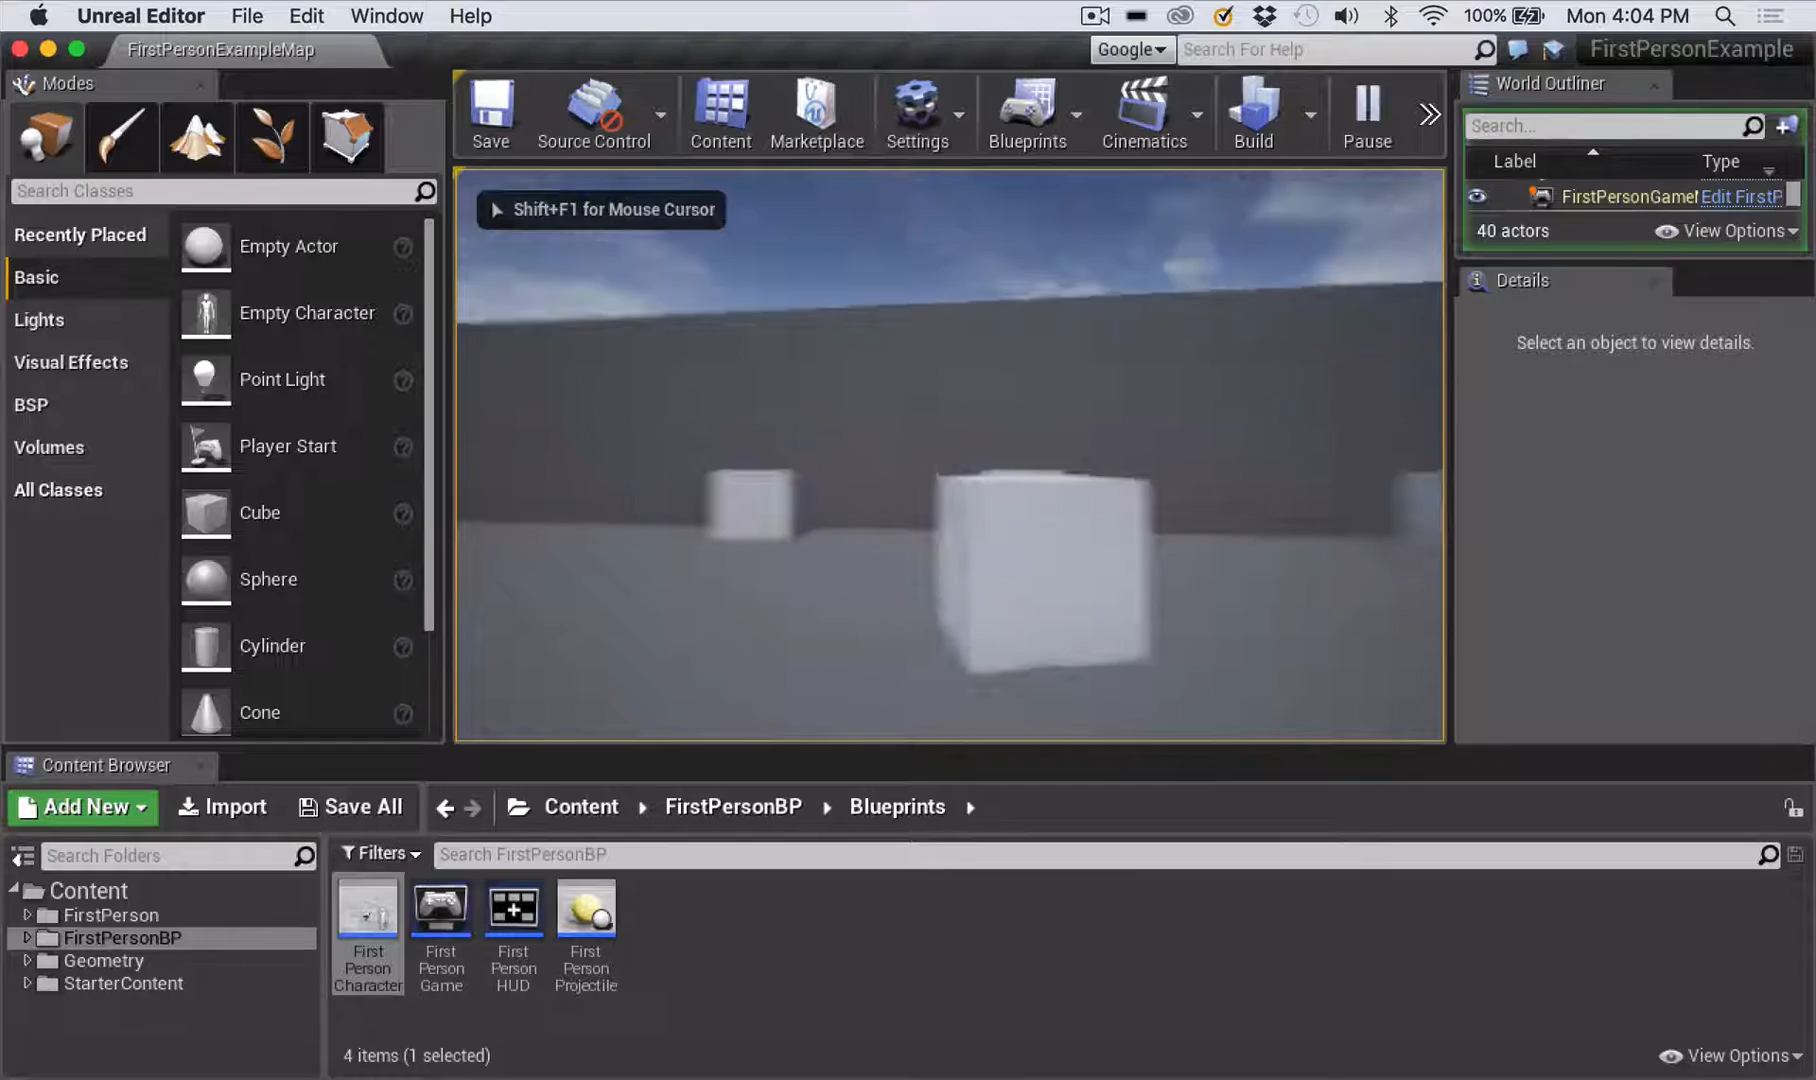 Unreal Editor File Edit Window Help 100% Mon 4:04 PM
FirstPersonExampleMap Google Search For Help FirstPersonExample
Modes
World Outliner
Save Source Control Content Marketplace Settings Blueprints Cinematics Build Pause
Search...
Label Type
Search Classes
FirstPersonGame Edit FirstP
Shift+F1 for Mouse Cursor
40 actors View Options
Recently Placed
Basic
Lights
Visual Effects
BSP
Volumes
All Classes
Empty Actor
Empty Character
Point Light
Player Start
Cube
Sphere
Cylinder
Cone
Details
Select an object to view details.
Content Browser
Add New Import Save All Content FirstPersonBP Blueprints
Search Folders
Filters Search FirstPersonBP
Content
FirstPerson
FirstPersonBP
Geometry
StarterContent
First
Person
Character
First
Person
Game
First
Person
HUD
First
Person
Projectile
4 items (1 selected) View Options